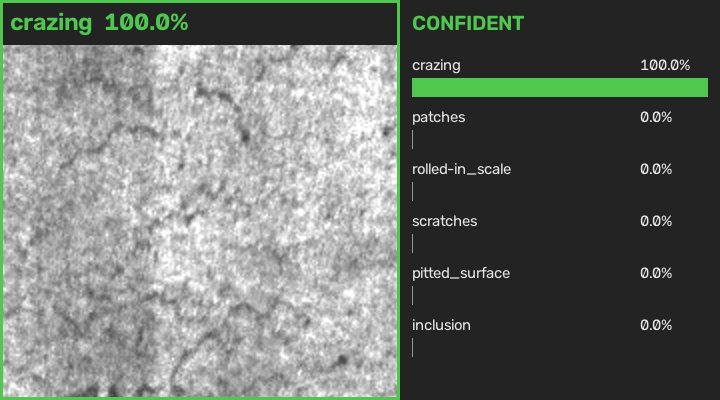 crazing 100.0%
CONFIDENT
crazing 100.0%
patches 0.0%
rolled-in_scale 0.0%
scratches 0.0%
pitted_surface 0.0%
inclusion 0.0%